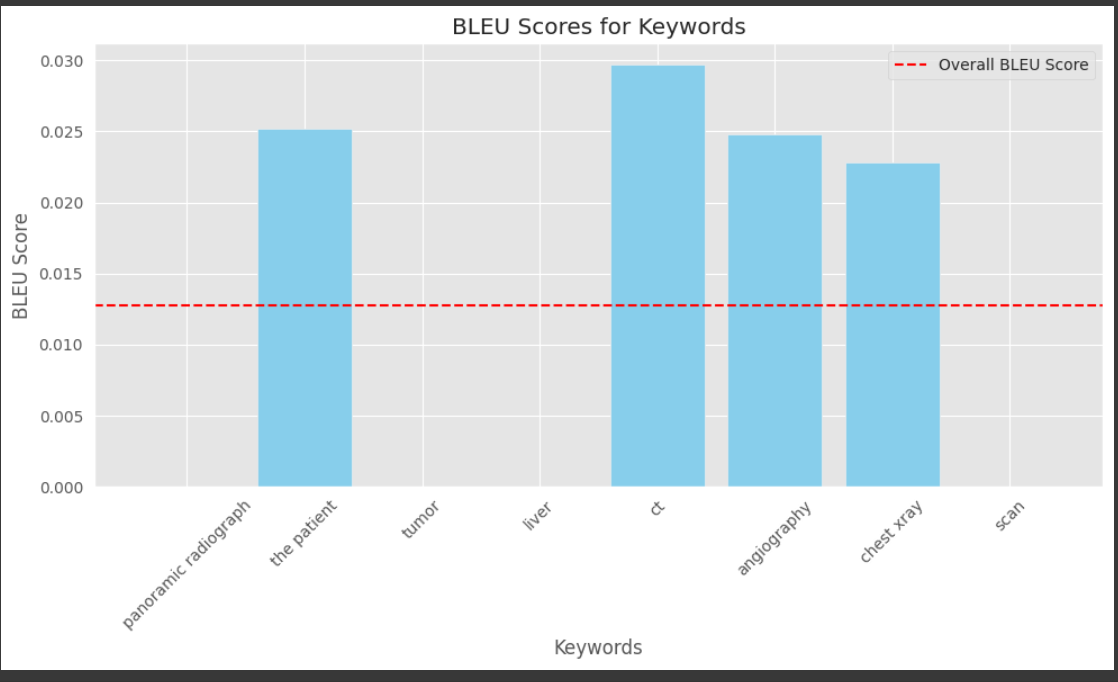 BLEU Scores for Keywords
Overall BLEU Score
BLEU Score
0.030
0.025
0.020
0.015
0.010
0.005
0.000
panoramic radiograph
the patient
tumor
liver
ct
angiography
chest xray
scan
Keywords